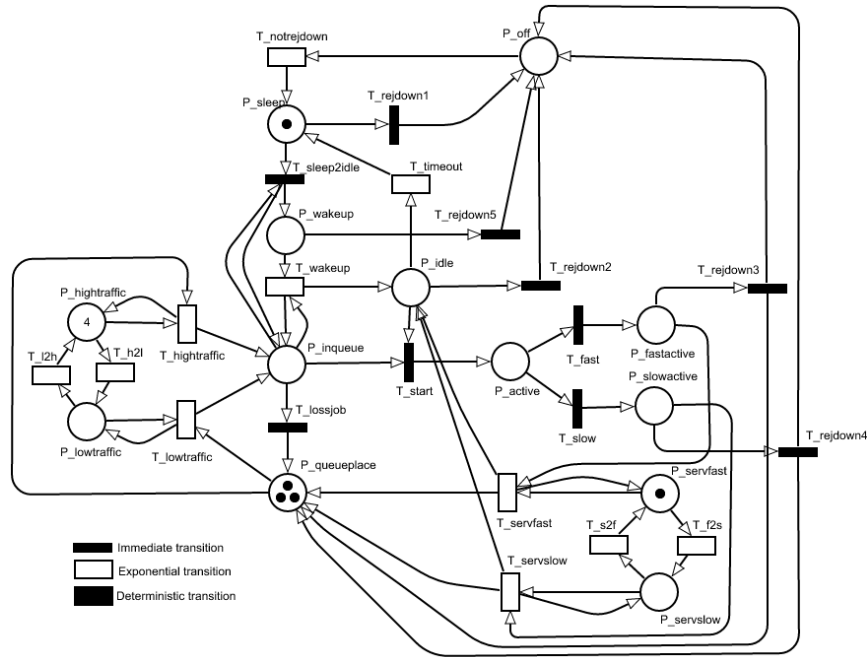 P_off
T_notrejdown
P_sleep
T_rejdown1
T_sleep2idle
T_timeout
P_wakeup
T_rejdown5
T_wakeup
P_idle
T_rejdown2
T_rejdown3
P_hightraffic
4
T_l2h
T_h2l
T_hightraffic
P_inqueue
T_fast
P_fastactive
T_start
P_active
P_slowactive
T_slow
T_lossjob
T_rejdown4
P_lowtraffic
T_lowtraffic
P_queueplace
P_servfast
T_servfast
T_s2f
T_f2s
T_servslow
P_servslow
Immediate transition
Exponential transition
Deterministic transition